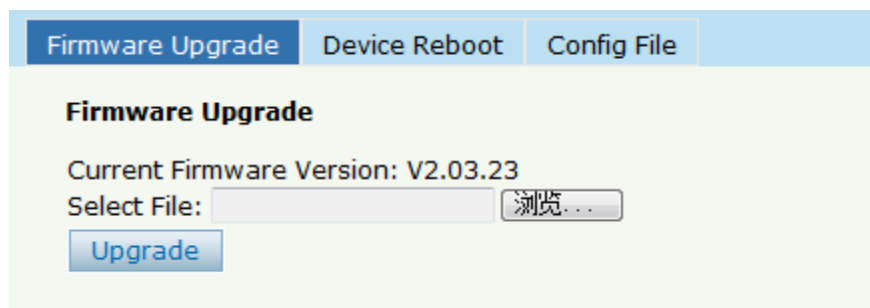 Firmware Upgrade Device Reboot Config File
Firmware Upgrade
Current Firmware Version: V2.03.23
Select File: 浏览...
Upgrade